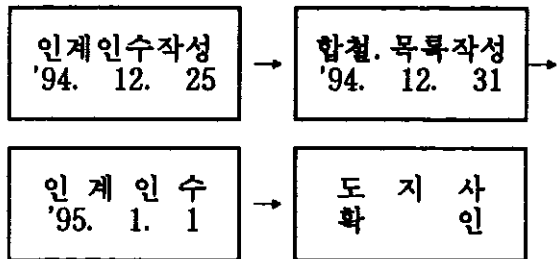 인계인수작성
'94. 12. 25
합철. 목록작성
'94. 12. 31
인 계 인 수
'95. 1. 1
도 지 사
확 인